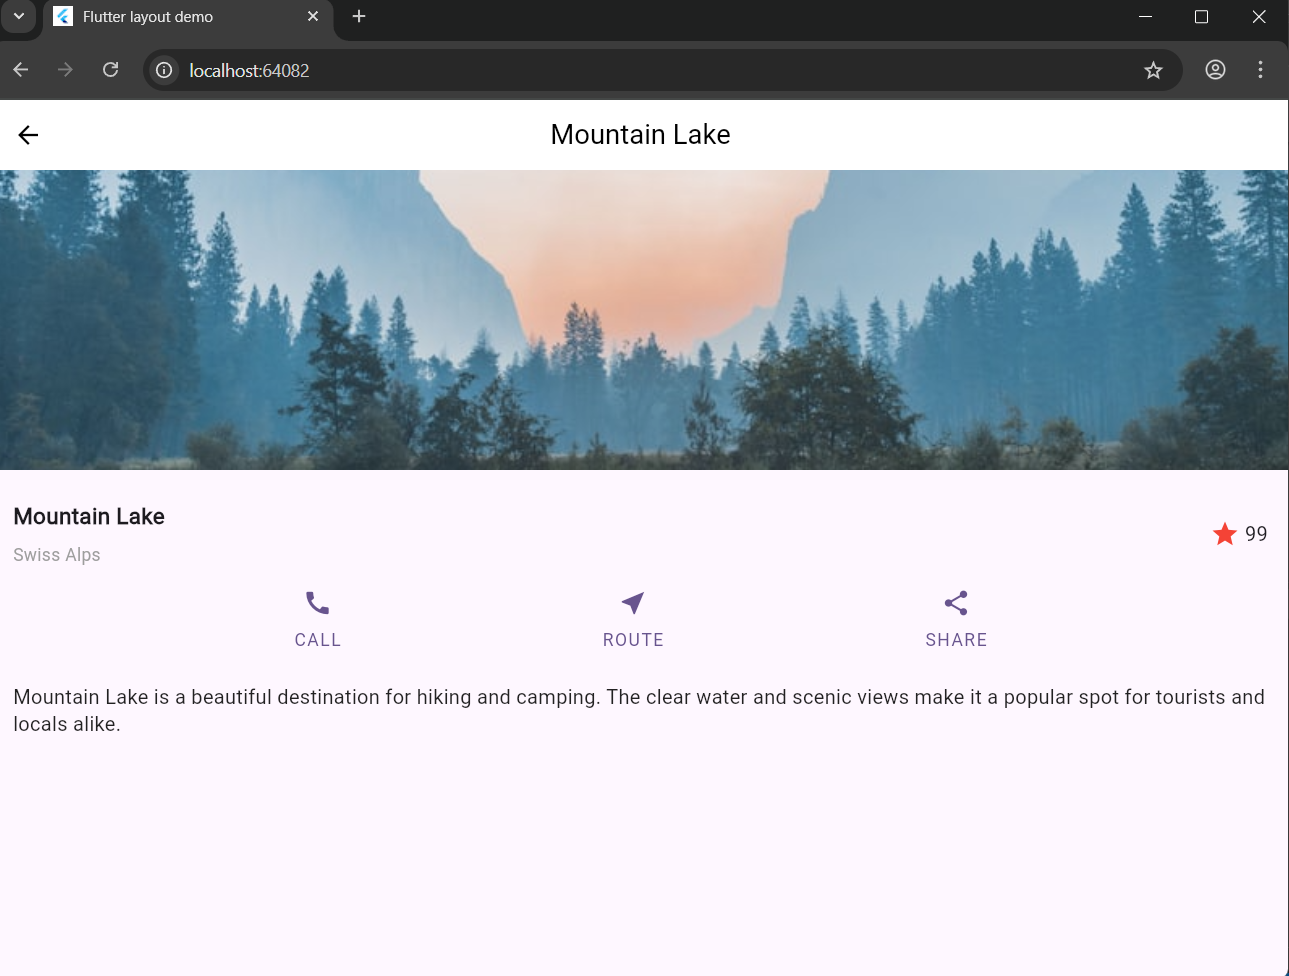 Flutter layout demo
localhost:64082
Mountain Lake
Mountain Lake
Swiss Alps
99
CALL ROUTE SHARE
Mountain Lake is a beautiful destination for hiking and camping. The clear water and scenic views make it a popular spot for tourists and
locals alike.